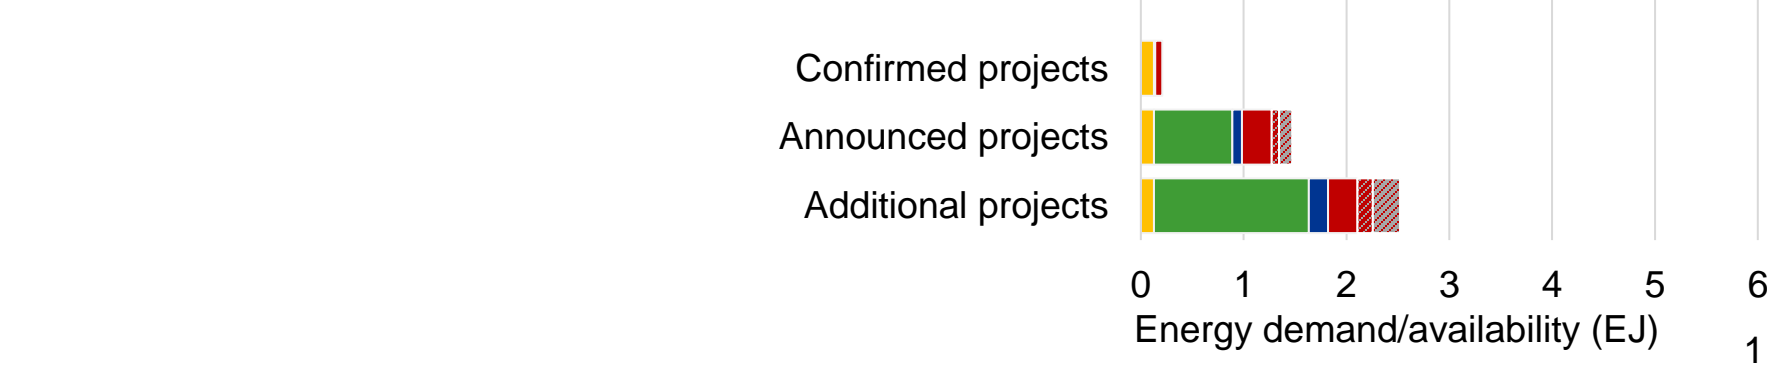 Confirmed projects
Announced projects
Additional projects
0 1 2 3 4 5 6
Energy demand/availability (EJ)
1